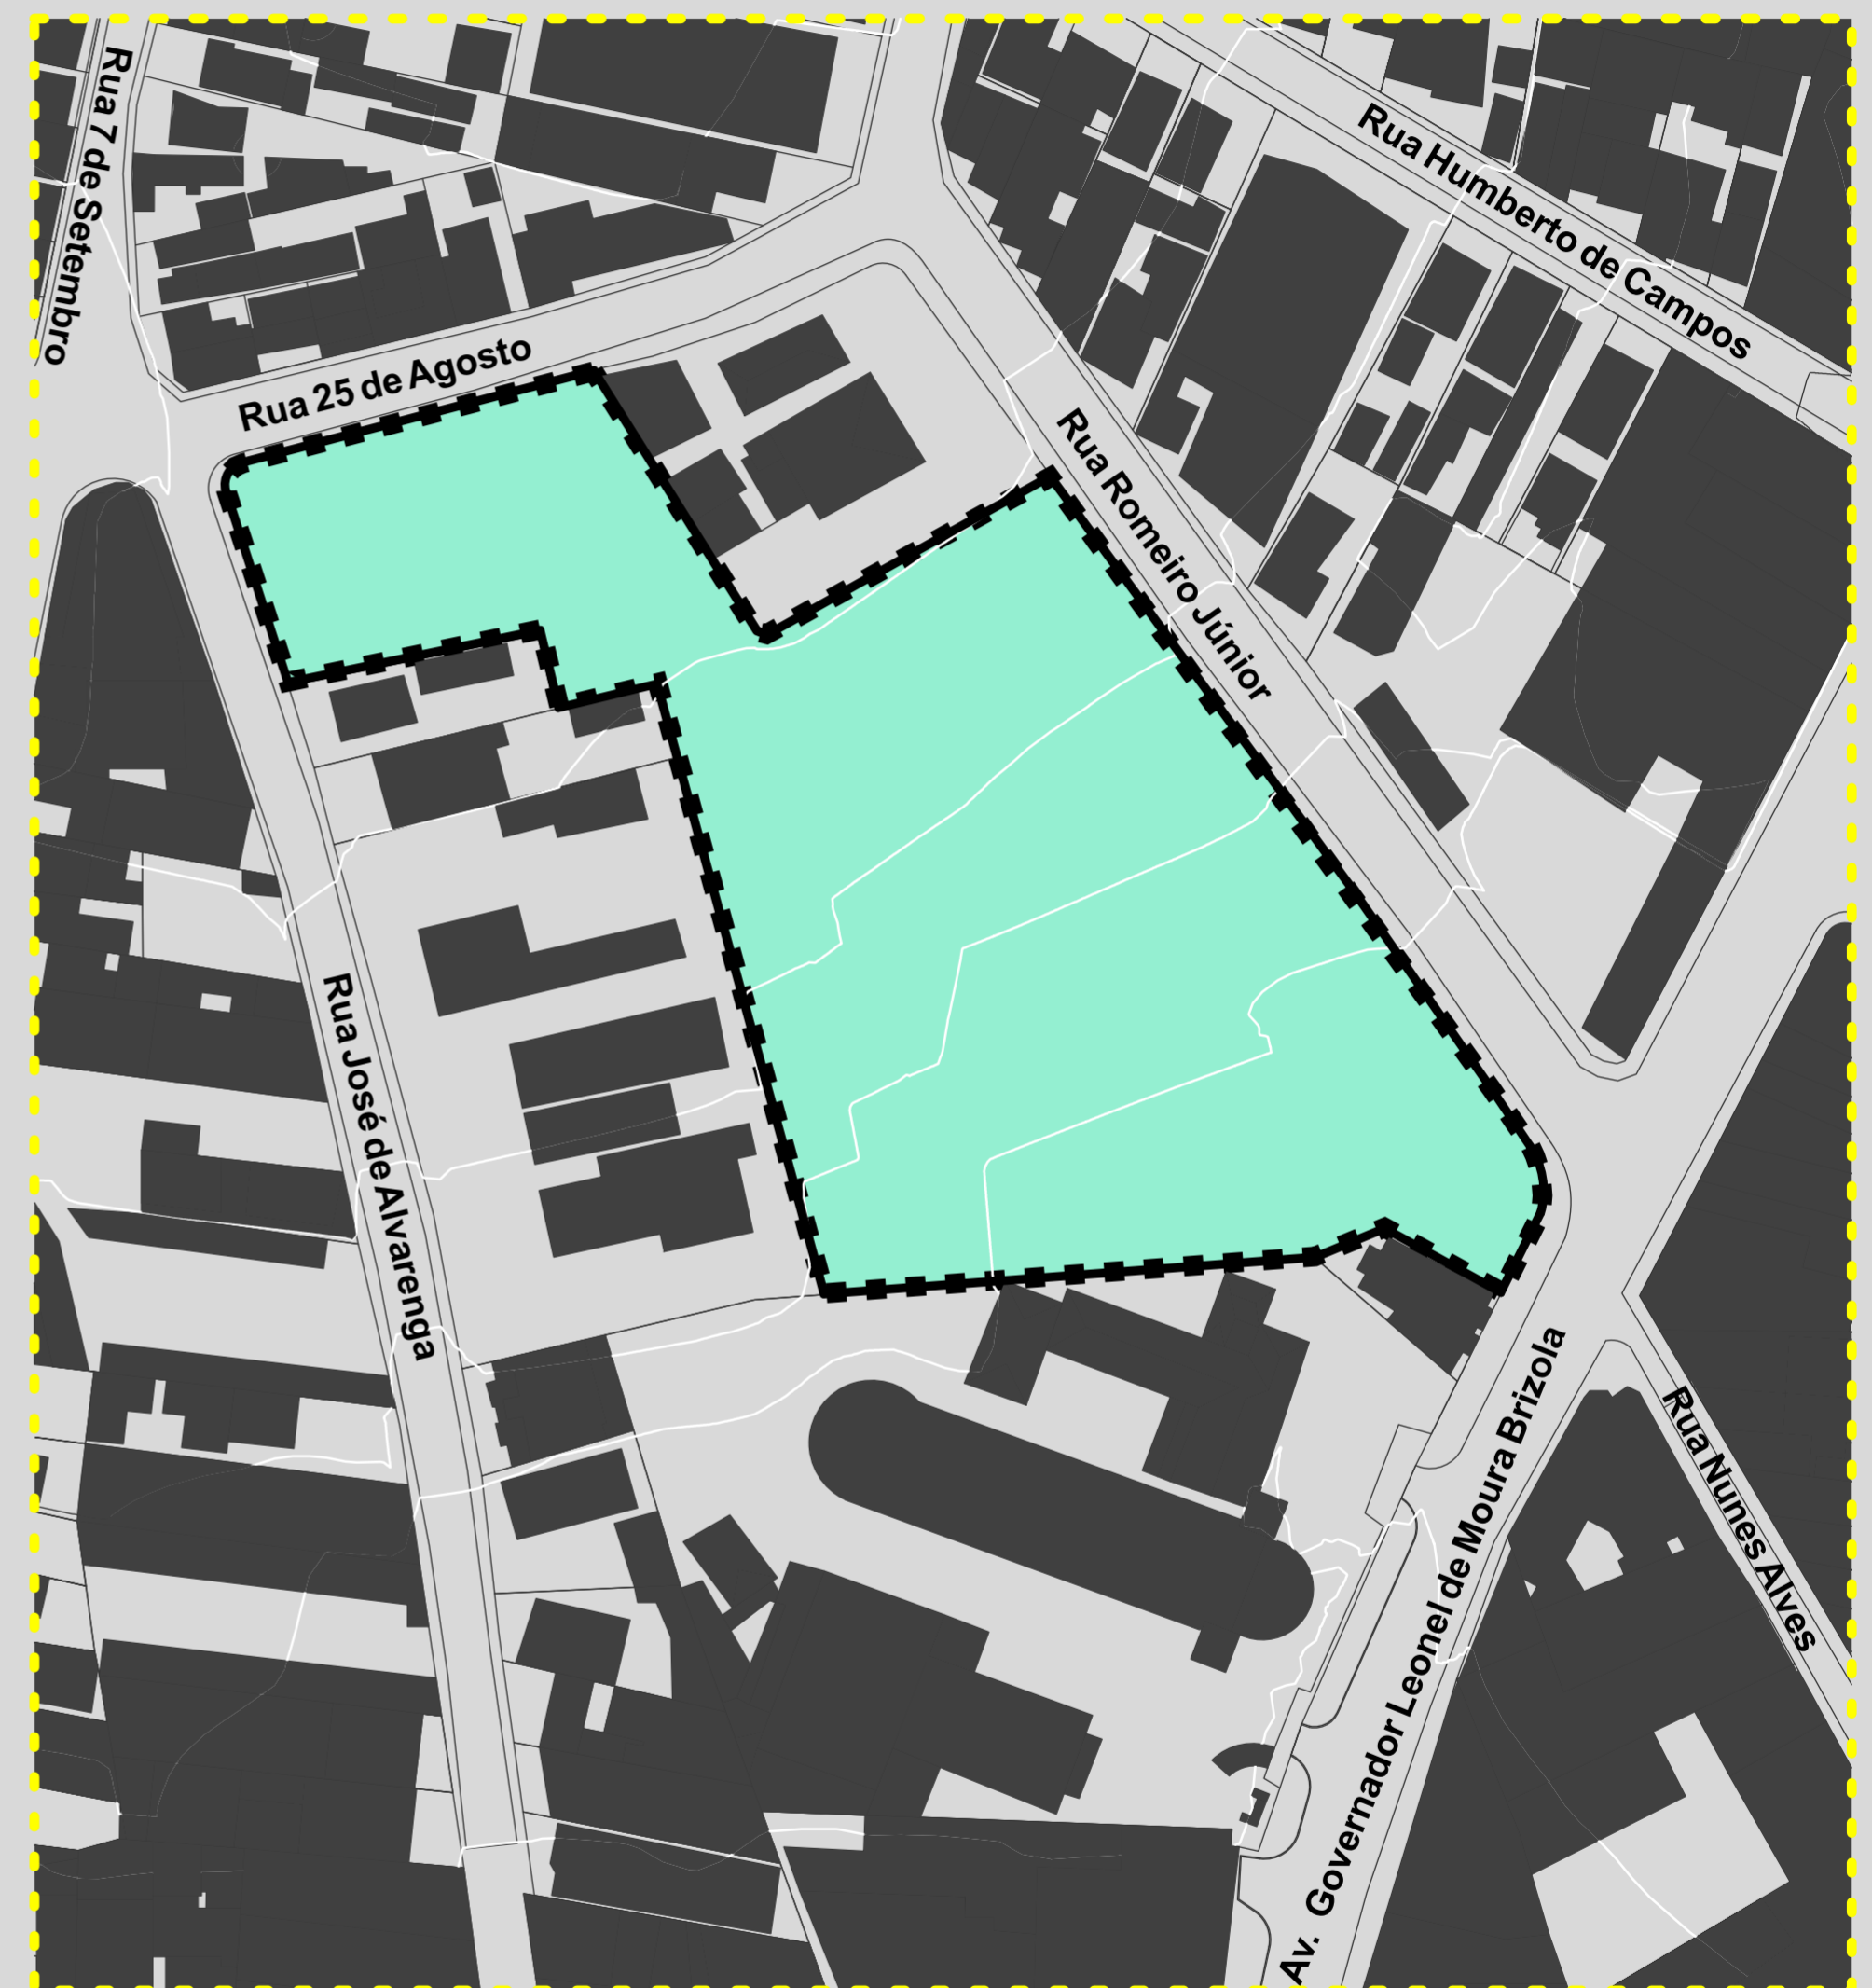 Rua 7 de Setembro
Rua Humberto de Campos
Rua 25 de Agosto
Rua Romeiro Júnior
Rua José de Alvarenga
Av. Governador Leonel de Moura Brizola
Rua Nunes Alves